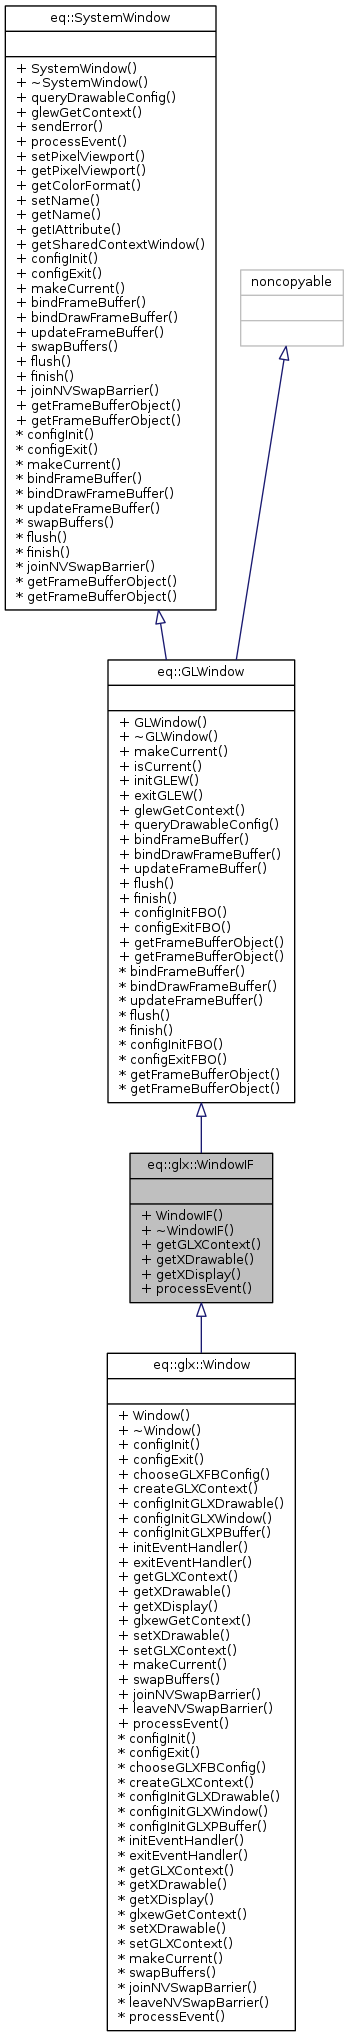 eq::SystemWindow
+ SystemWindow()
+ ~SystemWindow()
+ queryDrawableConfig()
+ glewGetContext()
+ sendError()
+ processEvent()
+ setPixelViewport()
+ getPixelViewport()
+ getColorFormat()
+ setName()
+ getName()
+ getIAttribute()
+ getSharedContextWindow()
+ configInit()
+ configExit()
+ makeCurrent()
+ bindFrameBuffer()
+ bindDrawFrameBuffer()
+ updateFrameBuffer()
+ swapBuffers()
+ flush()
+ finish()
+ joinNVSwapBarrier()
+ getFrameBufferObject()
+ getFrameBufferObject()
* configInit()
* configExit()
* makeCurrent()
* bindFrameBuffer()
* bindDrawFrameBuffer()
* updateFrameBuffer()
* swapBuffers()
* flush()
* finish()
* joinNVSwapBarrier()
* getFrameBufferObject()
* getFrameBufferObject()
noncopyable
eq::GLWindow
+ GLWindow()
+ ~GLWindow()
+ makeCurrent()
+ isCurrent()
+ initGLEW()
+ exitGLEW()
+ glewGetContext()
+ queryDrawableConfig()
+ bindFrameBuffer()
+ bindDrawFrameBuffer()
+ updateFrameBuffer()
+ flush()
+ finish()
+ configInitFBO()
+ configExitFBO()
+ getFrameBufferObject()
+ getFrameBufferObject()
* bindFrameBuffer()
* bindDrawFrameBuffer()
* updateFrameBuffer()
* flush()
* finish()
* configInitFBO()
* configExitFBO()
* getFrameBufferObject()
* getFrameBufferObject()
eq::glx::WindowIF
+ WindowIF()
+ ~WindowIF()
+ getGLXContext()
+ getXDrawable()
+ getXDisplay()
+ processEvent()
eq::glx::Window
+ Window()
+ ~Window()
+ configInit()
+ configExit()
+ chooseGLXFBConfig()
+ createGLXContext()
+ configInitGLXDrawable()
+ configInitGLXWindow()
+ configInitGLXPBuffer()
+ initEventHandler()
+ exitEventHandler()
+ getGLXContext()
+ getXDrawable()
+ getXDisplay()
+ glxewGetContext()
+ setXDrawable()
+ setGLXContext()
+ makeCurrent()
+ swapBuffers()
+ joinNVSwapBarrier()
+ leaveNVSwapBarrier()
+ processEvent()
* configInit()
* configExit()
* chooseGLXFBConfig()
* createGLXContext()
* configInitGLXDrawable()
* configInitGLXWindow()
* configInitGLXPBuffer()
* initEventHandler()
* exitEventHandler()
* getGLXContext()
* getXDrawable()
* getXDisplay()
* glxewGetContext()
* setXDrawable()
* setGLXContext()
* makeCurrent()
* swapBuffers()
* joinNVSwapBarrier()
* leaveNVSwapBarrier()
* processEvent()